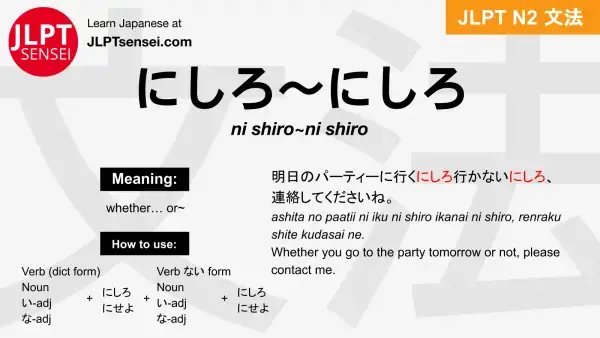 JLPT
SENSEI
Learn Japanese at
JLPTsensei.com
JLPT N2 文法
にしろ～にしろ
ni shiro~ni shiro
Meaning:
whether… or~
How to use:
Verb (dict form)
Noun
い-adj
な-adj
+
にしろ
にせよ
+
Verb ない form
Noun
い-adj
な-adj
+
にしろ
にせよ
明日のパーティーに行くにしろ行かないにしろ、
連絡してくださいね。
ashita no paatii ni iku ni shiro ikanai ni shiro, renraku
shite kudasai ne.
Whether you go to the party tomorrow or not, please
contact me.